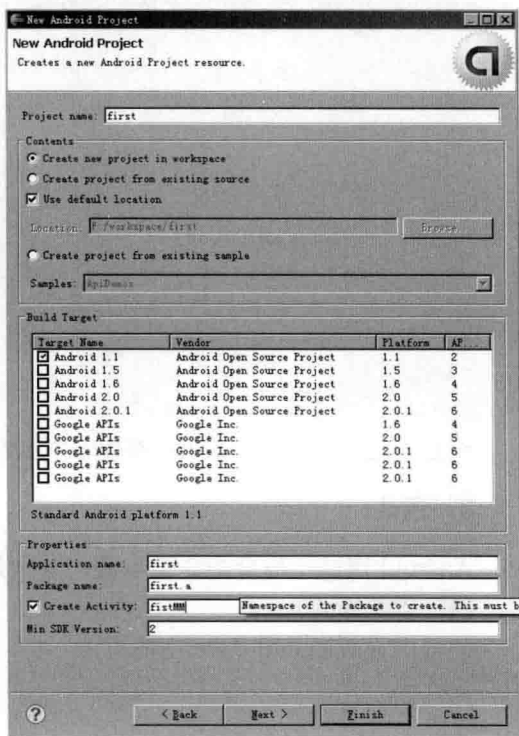 New Android Project
New Android Project
Creates a new Android Project resource.
Project name: first
Contents
Create new project in workspace
Create project from existing source
Use default location
Location: F:/workspace/first Browse...
Create project from existing sample
Samples: ApiDemos
Build Target
Target Name Vendor Platform AP...
Android 1.1 Android Open Source Project 1.1 2
Android 1.5 Android Open Source Project 1.5 3
Android 1.6 Android Open Source Project 1.6 4
Android 2.0 Android Open Source Project 2.0 5
Android 2.0.1 Android Open Source Project 2.0.1 6
Google APIs Google Inc. 1.6 4
Google APIs Google Inc. 2.0 5
Google APIs Google Inc. 2.0.1 6
Google APIs Google Inc. 2.0.1 6
Google APIs Google Inc. 2.0.1 6
Standard Android platform 1.1
Properties
Application name: first
Package name: first.a
Create Activity: fistMM Namespace of the Package to create. This must b
Min SDK Version: 2
? < Back Next > Finish Cancel